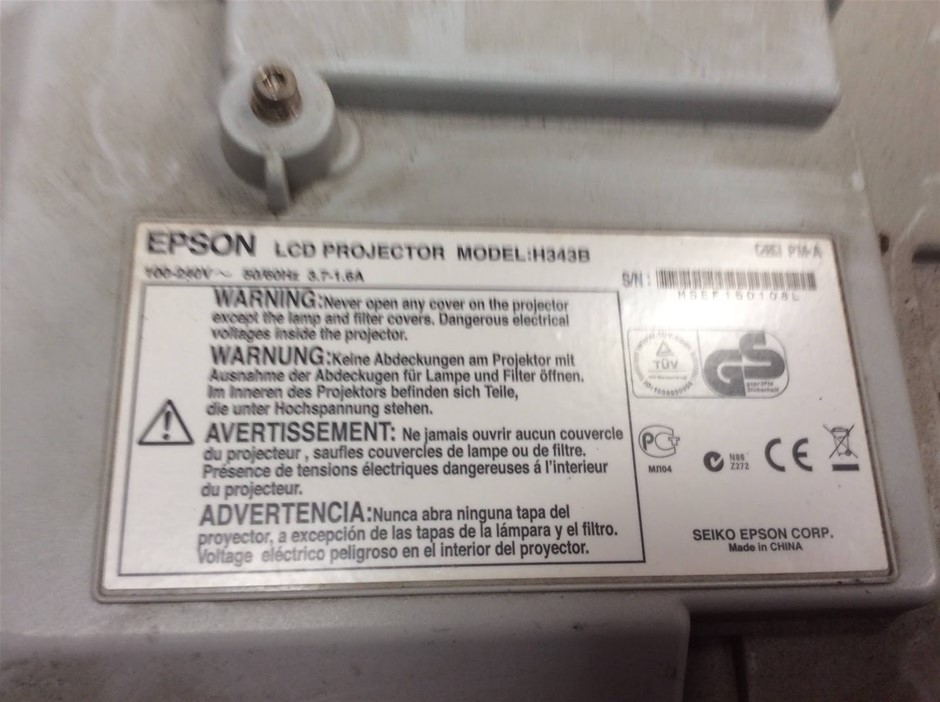 EPSON LCD PROJECTOR MODEL:H343B
100-240V ~ 50/60Hz 3.7-1.6A
S/N:
HSEF160108L
WARNING:Never open any cover on the projector
except the lamp and filter covers. Dangerous electrical
voltages inside the projector.
WARNUNG:Keine Abdeckungen am Projektor mit
Ausnahme der Abdeckugen für Lampe und Filter öffnen.
Im Inneren des Projektors befinden sich Teile,
die unter Hochspannung stehen.
AVERTISSEMENT: Ne jamais ouvrir aucun couvercle
du projecteur , saufles couvercles de lampe ou de filtre.
Présence de tensions électriques dangereuses á l'interieur
du projecteur.
ADVERTENCIA:Nunca abra ninguna tapa del
proyector, a excepción de las tapas de la lámpara y el filtro.
Voltage eléctrico peligroso en el interior del proyector.
TÜV
GS
geprüfte
Sicherheit
МЛ04
Z272
CE
SEIKO EPSON CORP.
Made in CHINA